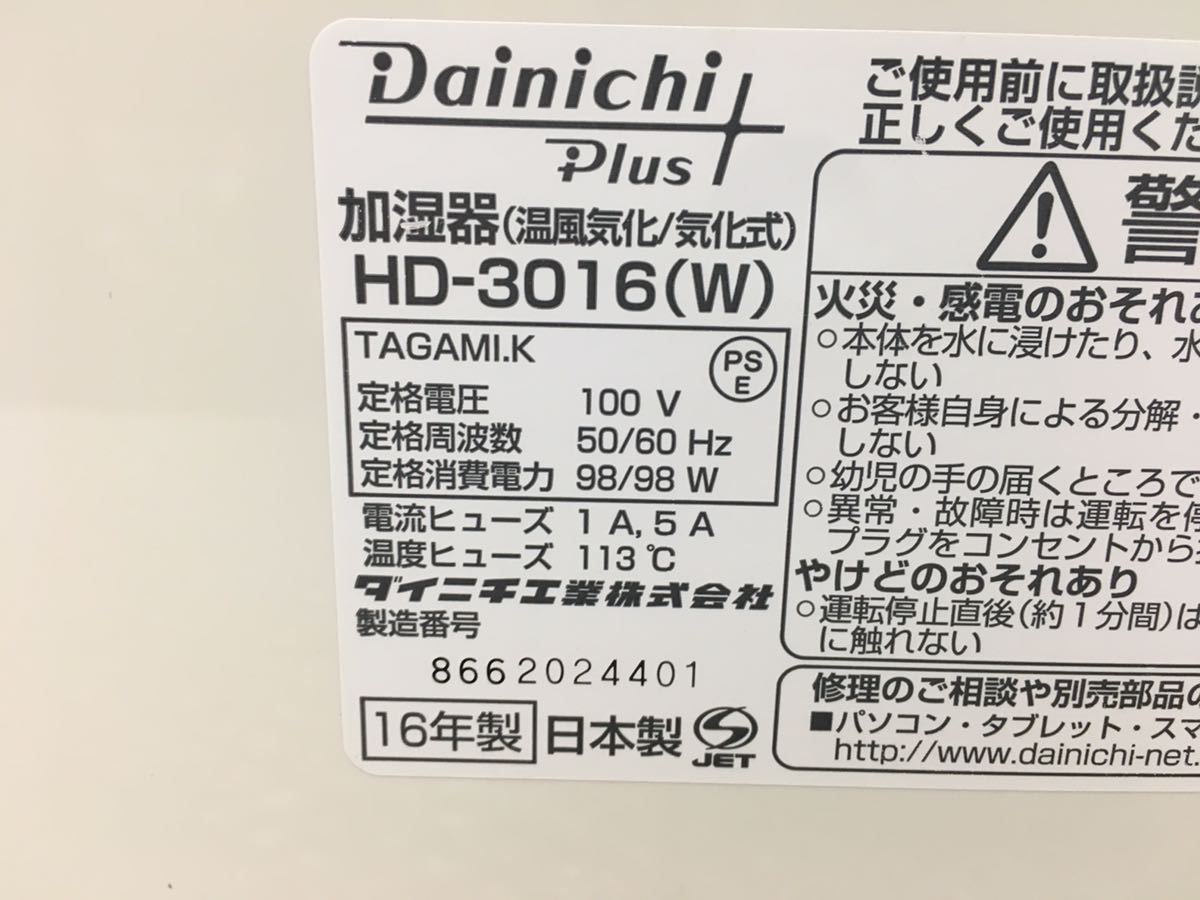 Dainichi
Plus
加湿器(温風気化/気化式)
HD-3016(W)
TAGAMI.K
PS
E
定格電圧 100 V
定格周波数 50/60 Hz
定格消費電力 98/98 W
電流ヒューズ 1 A, 5 A
温度ヒューズ 113 ℃
ダイニチ工業株式会社
製造番号
8662024401
16年製 日本製
JET
ご使用前に取扱説
正しくご使用くた
警
火災・感電のおそれあ
○本体を水に浸けたり、水
しない
○お客様自身による分解・
しない
○幼児の手の届くところで
○異常・故障時は運転を停
プラグをコンセントから
やけどのおそれあり
○運転停止直後(約1分間)は
に触れない
修理のご相談や別売部品の
■パソコン・タブレット・スマ
http://www.dainichi-net.